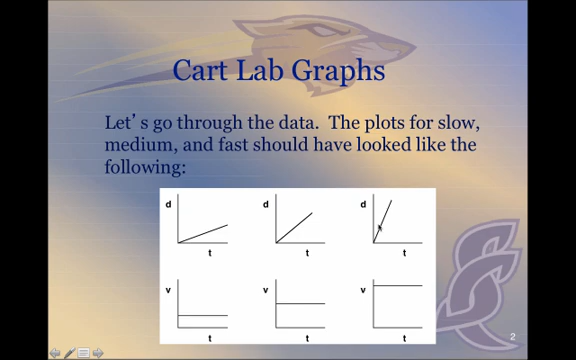 Cart Lab Graphs
Let's go through the data.  The plots for slow,
medium, and fast should have looked like the
following:
d d d
t t t
v v v
t t t
2